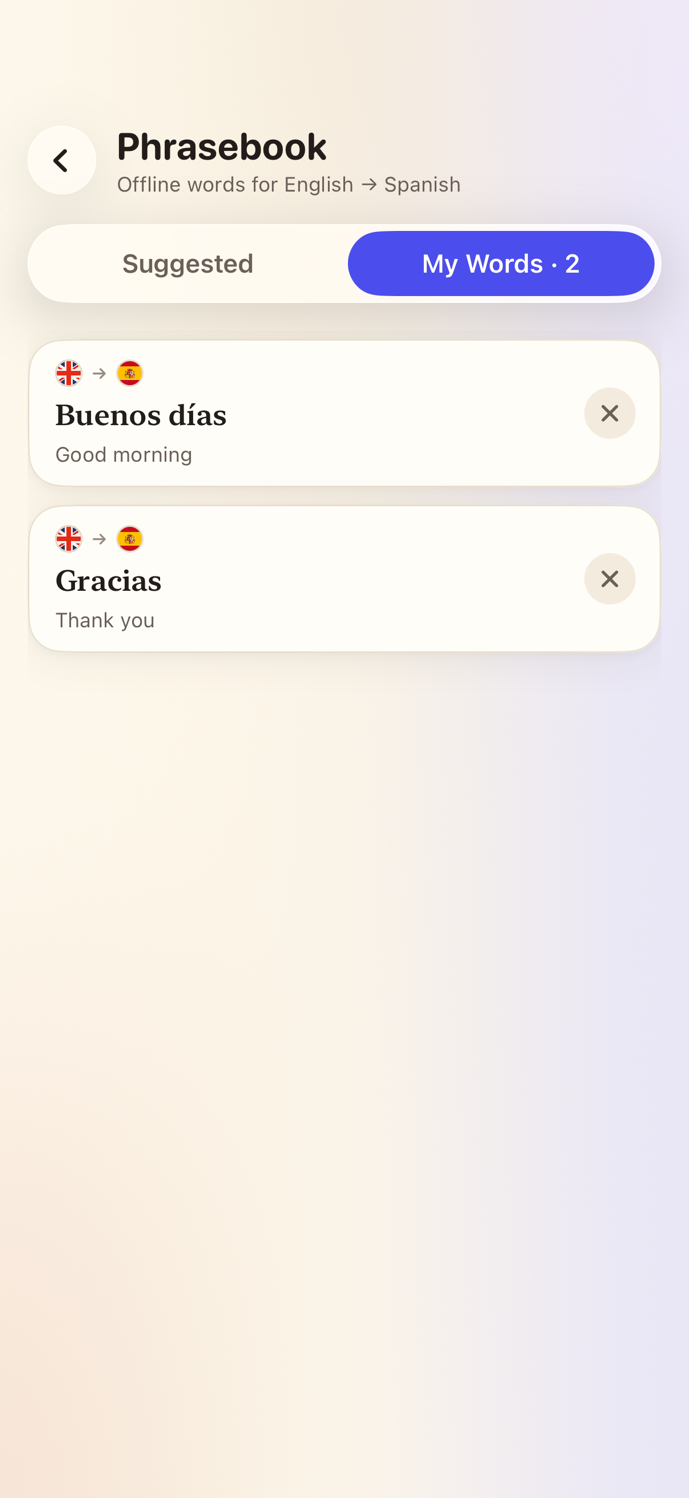 Phrasebook
Offline words for English → Spanish
Suggested
My Words · 2
→
Buenos días
Good morning
→
Gracias
Thank you